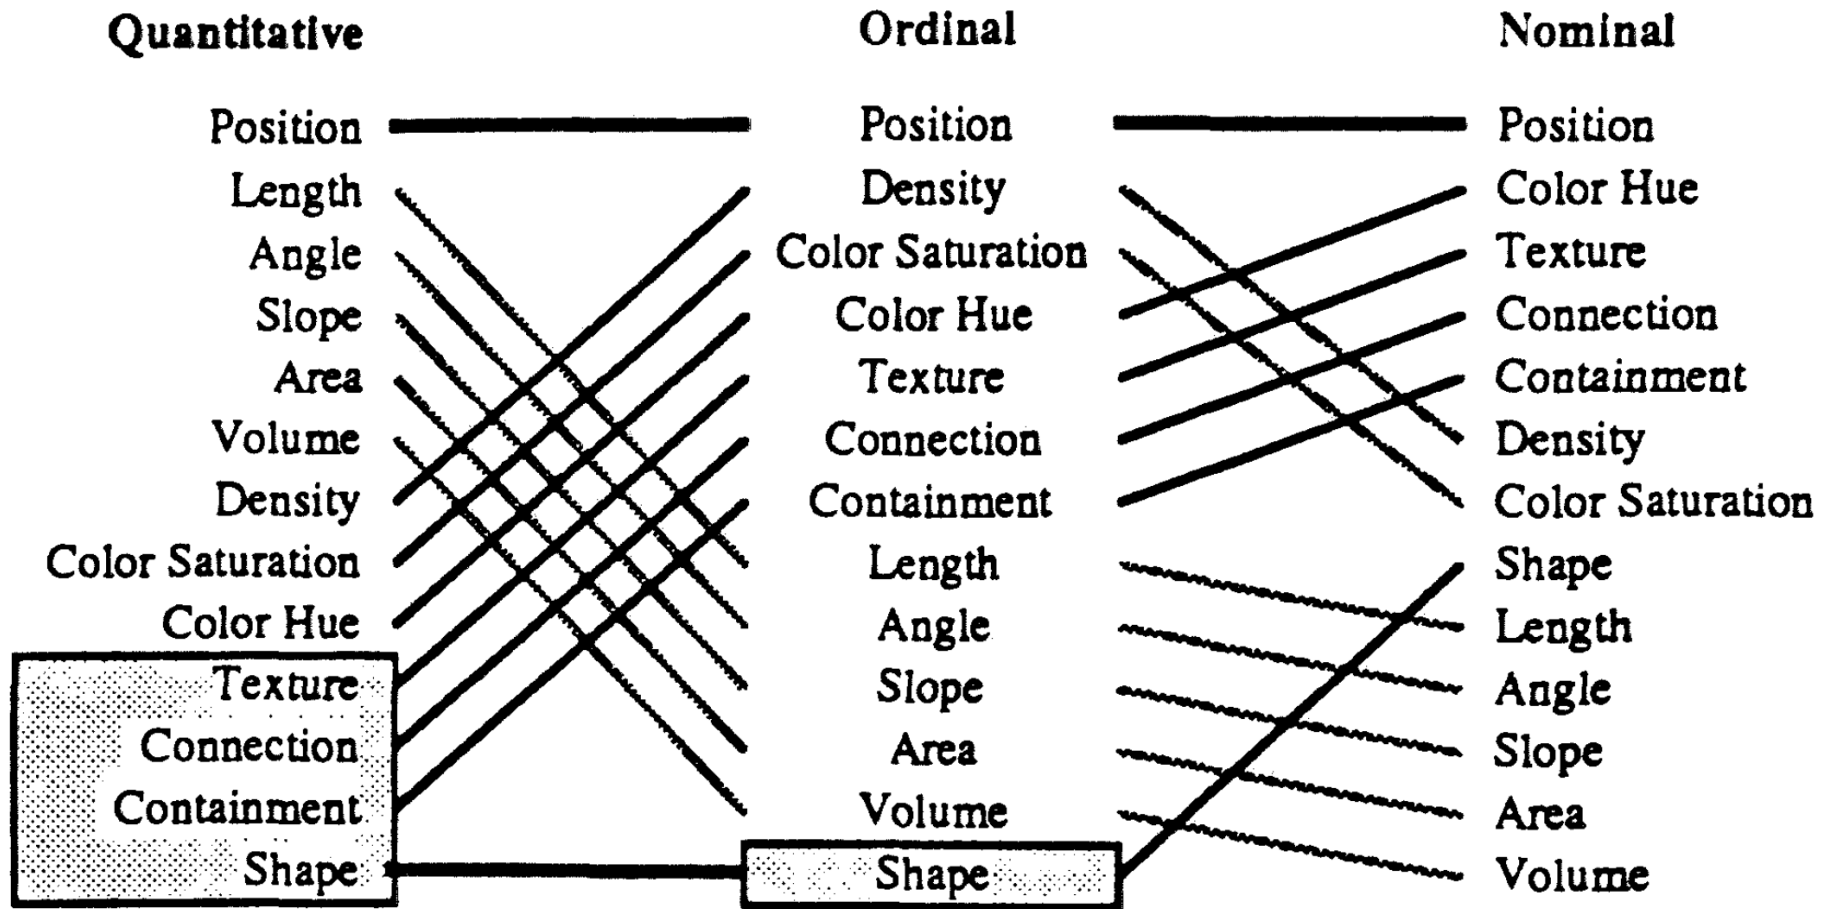 Quantitative Ordinal Nominal
Position Position Position
Length Density Color Hue
Angle Color Saturation Texture
Slope Color Hue Connection
Area Texture Containment
Volume Connection Density
Density Containment Color Saturation
Color Saturation Length Shape
Color Hue Angle Length
Texture Slope Angle
Connection Area Slope
Containment Volume Area
Shape Shape Volume